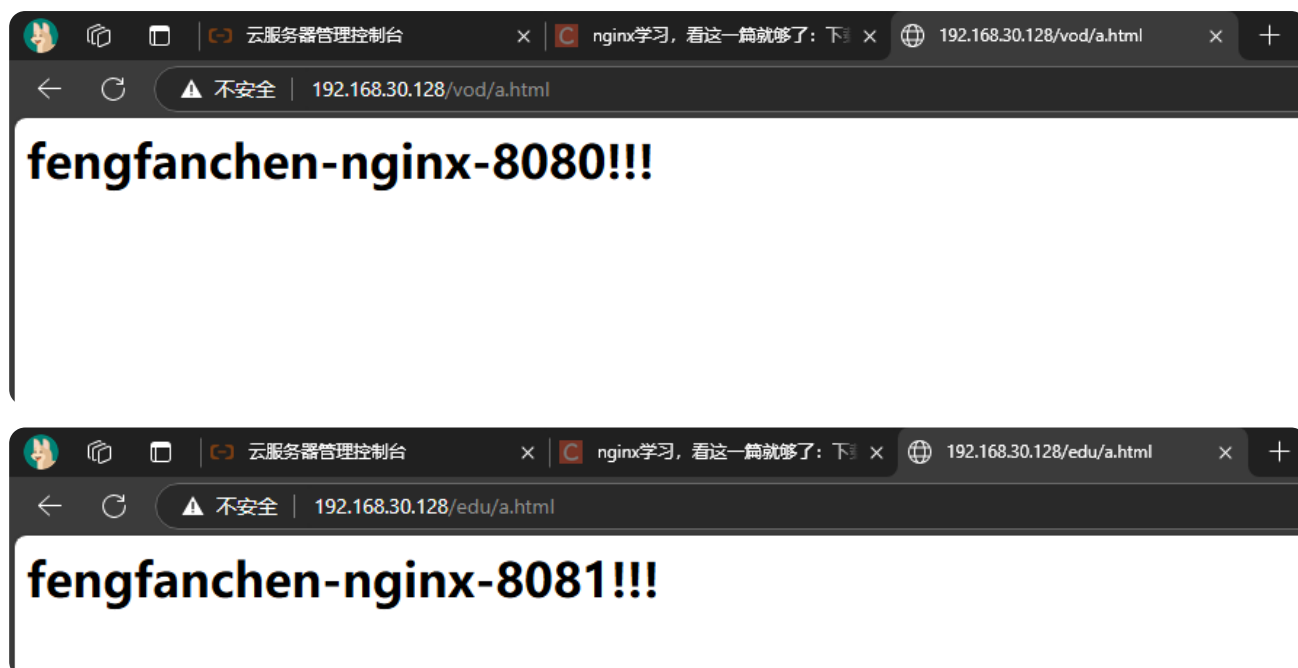 云服务器管理控制台
nginx学习，看这一篇就够了：下
192.168.30.128/vod/a.html
不安全 192.168.30.128/vod/a.html
fengfanchen-nginx-8080!!!
云服务器管理控制台
nginx学习，看这一篇就够了：下
192.168.30.128/edu/a.html
不安全 192.168.30.128/edu/a.html
fengfanchen-nginx-8081!!!